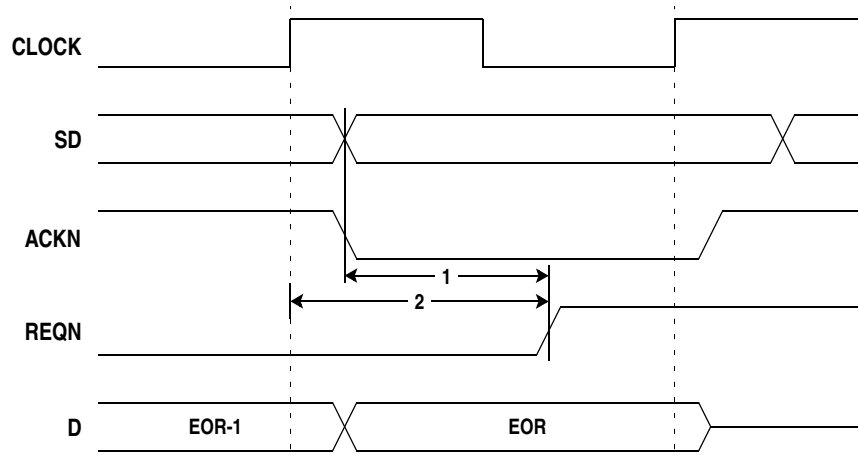 CLOCK
SD
ACKN
1
2
REQN
D
EOR-1
EOR